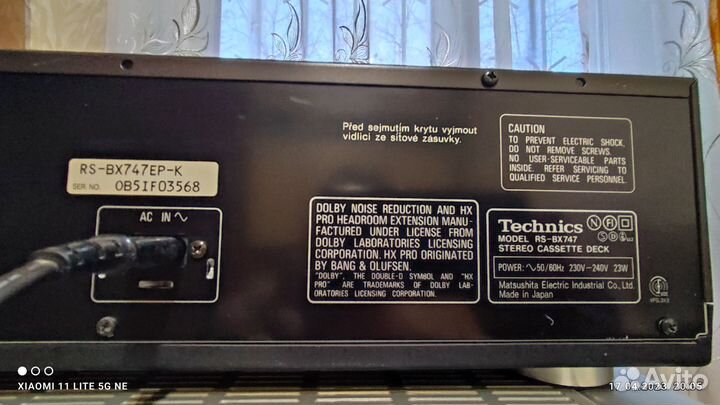 Před sejmutím krytu vyjmout
vidlici ze síťové zásuvky.
CAUTION
TO PREVENT ELECTRIC SHOCK,
DO NOT REMOVE SCREWS.
NO USER-SERVICEABLE PARTS
INSIDE. REFER SERVICING TO
QUALIFIED SERVICE PERSONNEL.
RS-BX747EP-K
SER. NO. 0B5IF03568
AC IN
DOLBY NOISE REDUCTION AND HX
PRO HEADROOM EXTENSION MANU-
FACTURED UNDER LICENSE FROM
DOLBY LABORATORIES LICENSING
CORPORATION. HX PRO ORIGINATED
BY BANG & OLUFSEN.
"DOLBY", THE DOUBLE-D SYMBOL AND "HX
PRO" ARE TRADEMARKS OF DOLBY LAB-
ORATORIES LICENSING CORPORATION.
Technics
MODEL RS-BX747
STEREO CASSETTE DECK
POWER: ∿50/60Hz 230V-240V 23W
Matsushita Electric Industrial Co., Ltd.
Made in Japan
XIAOMI 11 LITE 5G NE
17.04.2023 20:05
Avito